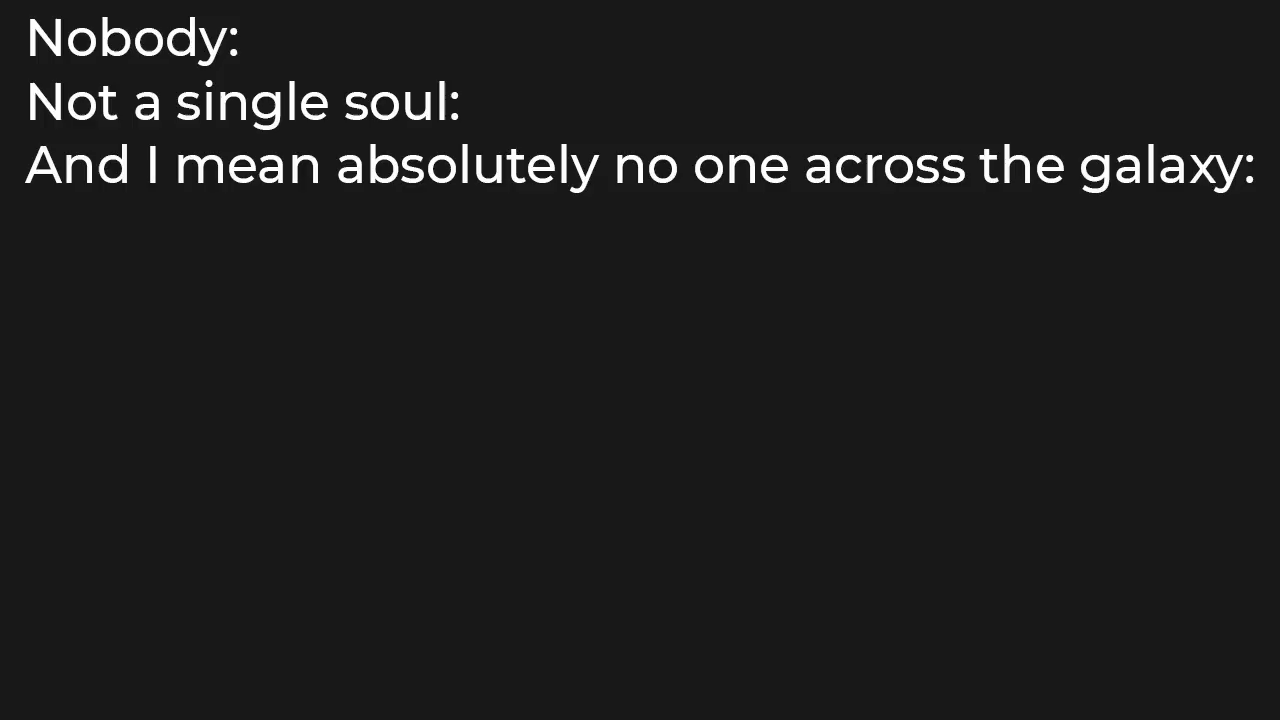 Nobody:
Not a single soul:
And I mean absolutely no one across the galaxy: